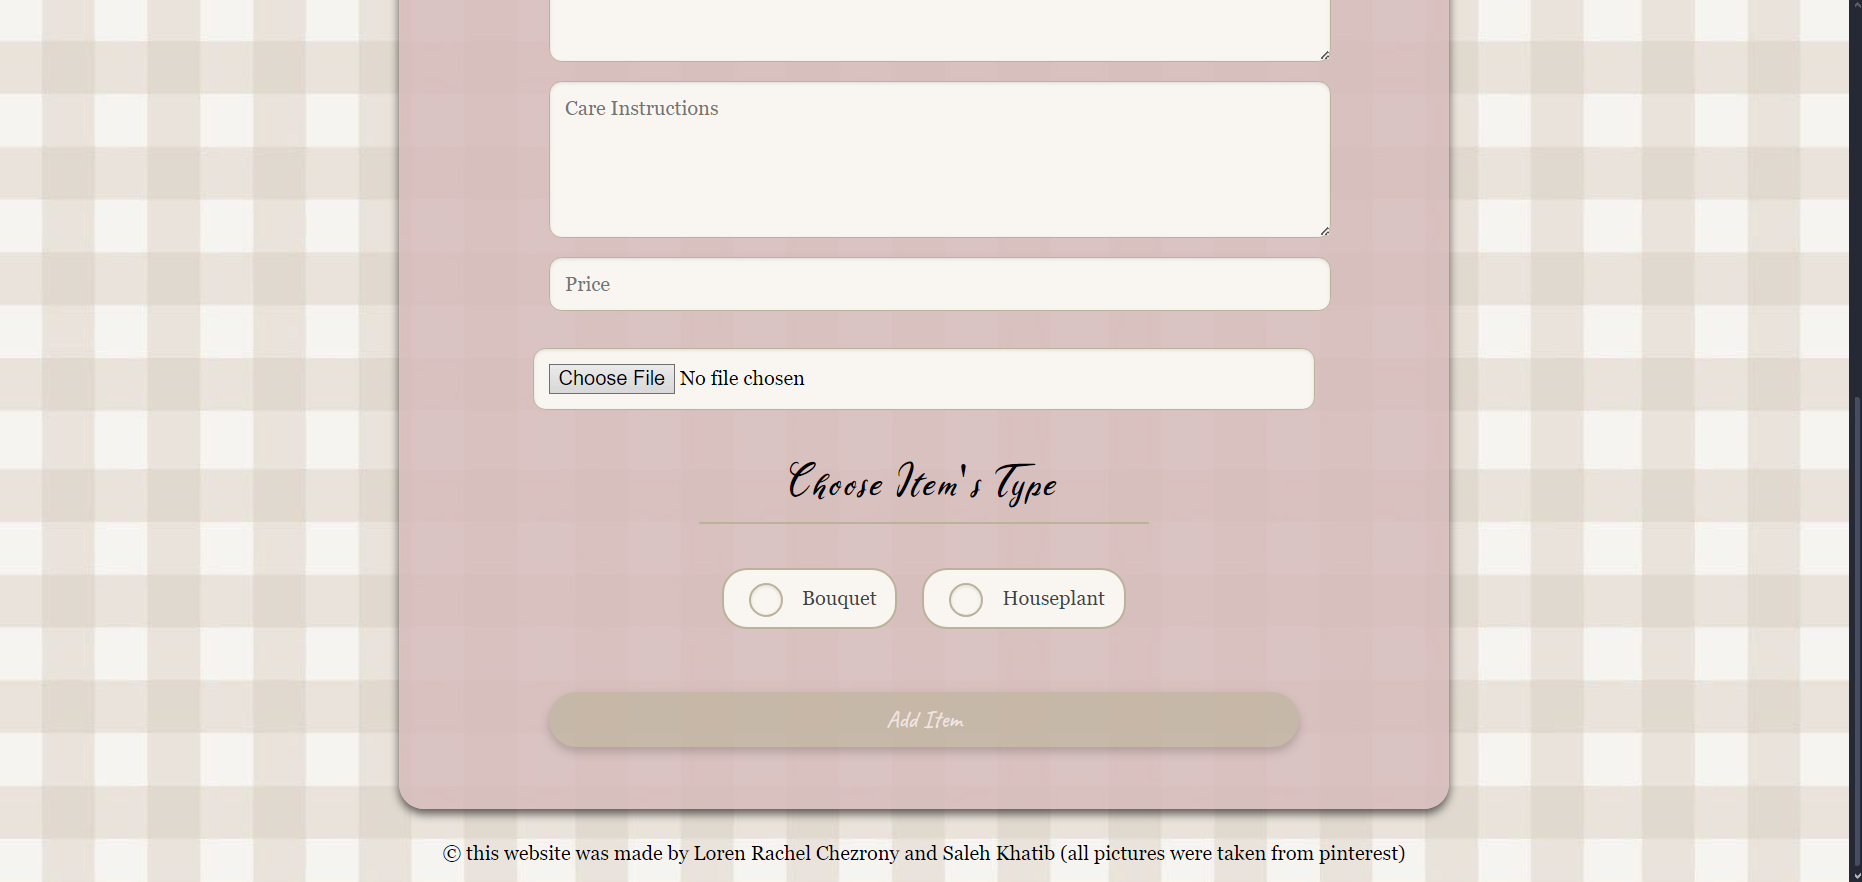 Care Instructions
Price
Choose File No file chosen
Choose Item's Type
Bouquet Houseplant
Add Item
© this website was made by Loren Rachel Chezrony and Saleh Khatib (all pictures were taken from pinterest)